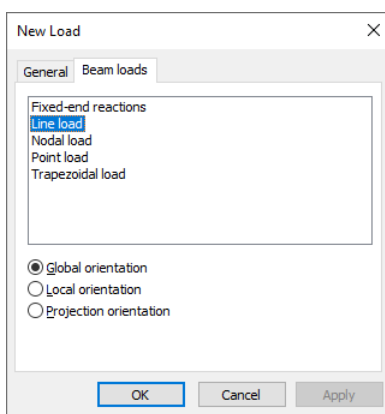 New Load
General Beam loads
Fixed-end reactions
Line load
Nodal load
Point load
Trapezoidal load
Global orientation
Local orientation
Projection orientation
OK Cancel Apply